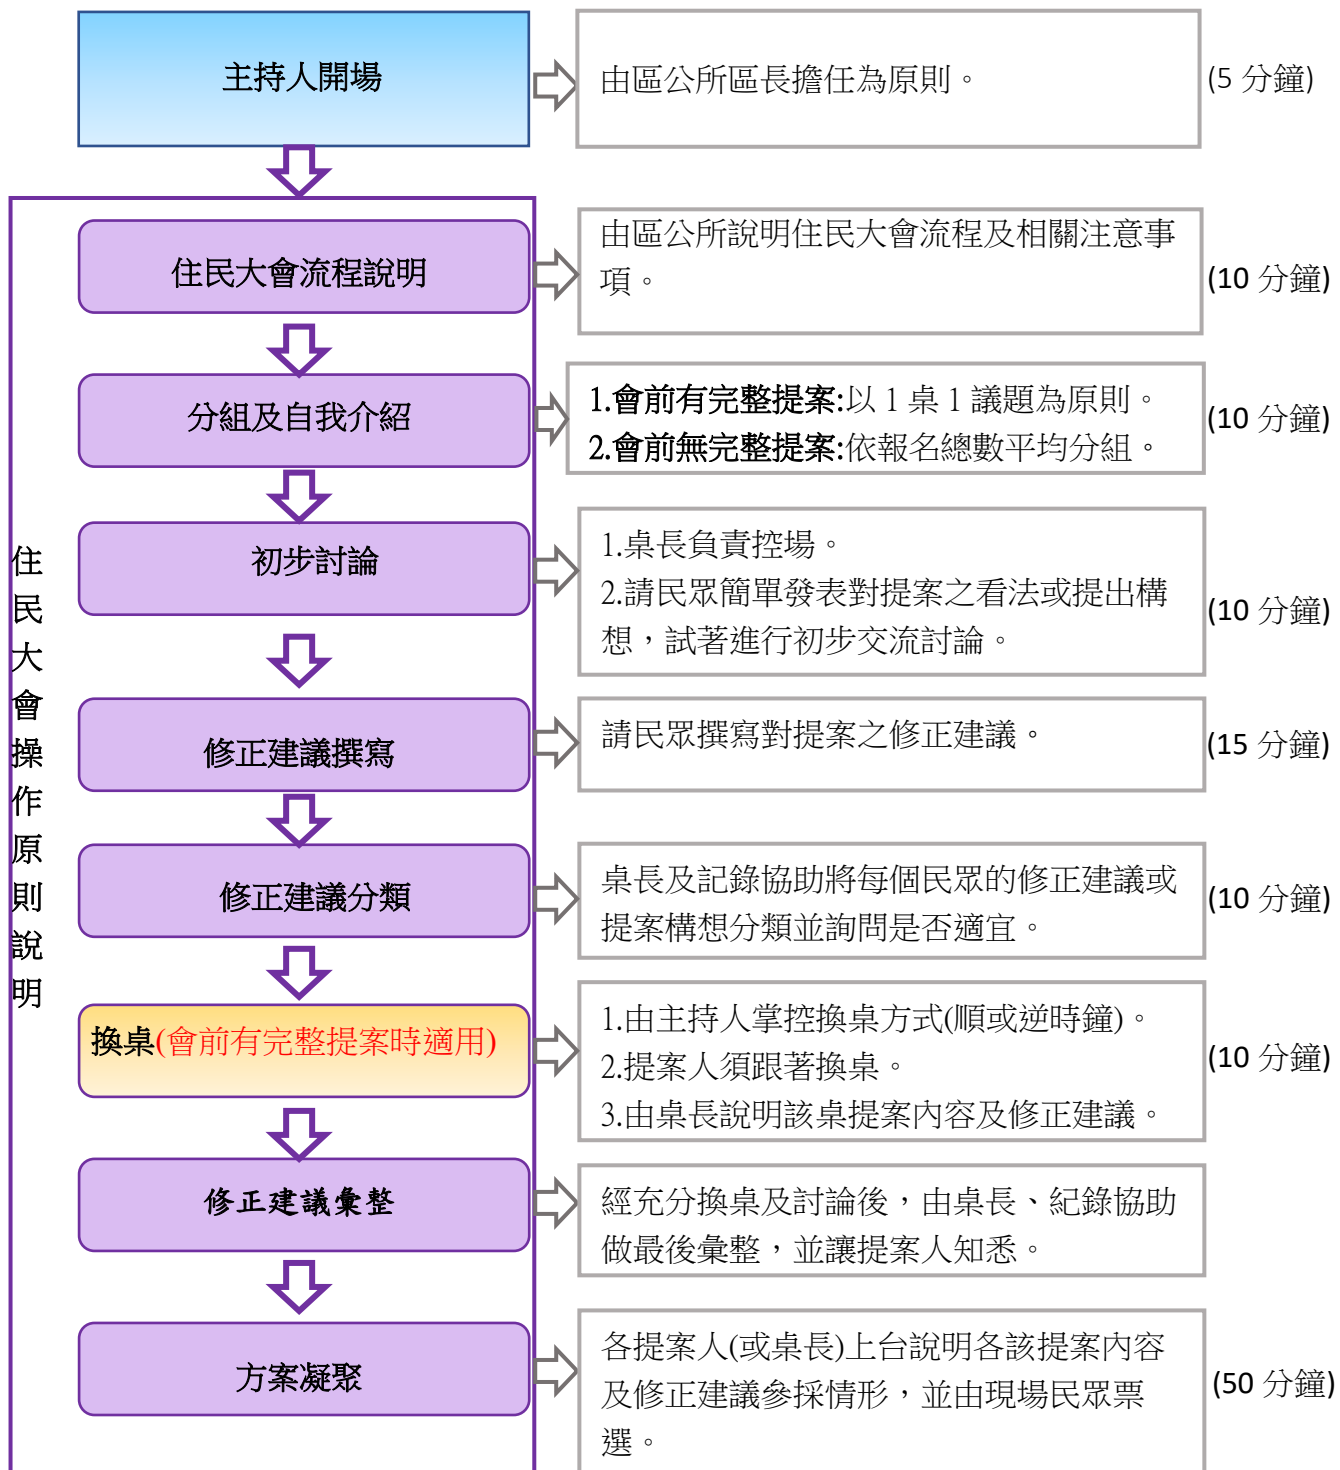 主持人開場
由區公所區長擔任為原則。
(5 分鐘)
住民大會操作原則說明
住民大會流程說明
由區公所說明住民大會流程及相關注意事
項。
(10 分鐘)
分組及自我介紹
1.會前有完整提案:以 1 桌 1 議題為原則。
2.會前無完整提案:依報名總數平均分組。
(10 分鐘)
初步討論
1.桌長負責控場。
2.請民眾簡單發表對提案之看法或提出構
想，試著進行初步交流討論。
(10 分鐘)
修正建議撰寫
請民眾撰寫對提案之修正建議。
(15 分鐘)
修正建議分類
桌長及記錄協助將每個民眾的修正建議或
提案構想分類並詢問是否適宜。
(10 分鐘)
換桌(會前有完整提案時適用)
1.由主持人掌控換桌方式(順或逆時鐘)。
2.提案人須跟著換桌。
3.由桌長說明該桌提案內容及修正建議。
(10 分鐘)
修正建議彙整
經充分換桌及討論後，由桌長、紀錄協助
做最後彙整，並讓提案人知悉。
方案凝聚
各提案人(或桌長)上台說明各該提案內容
及修正建議參採情形，並由現場民眾票
選。
(50 分鐘)